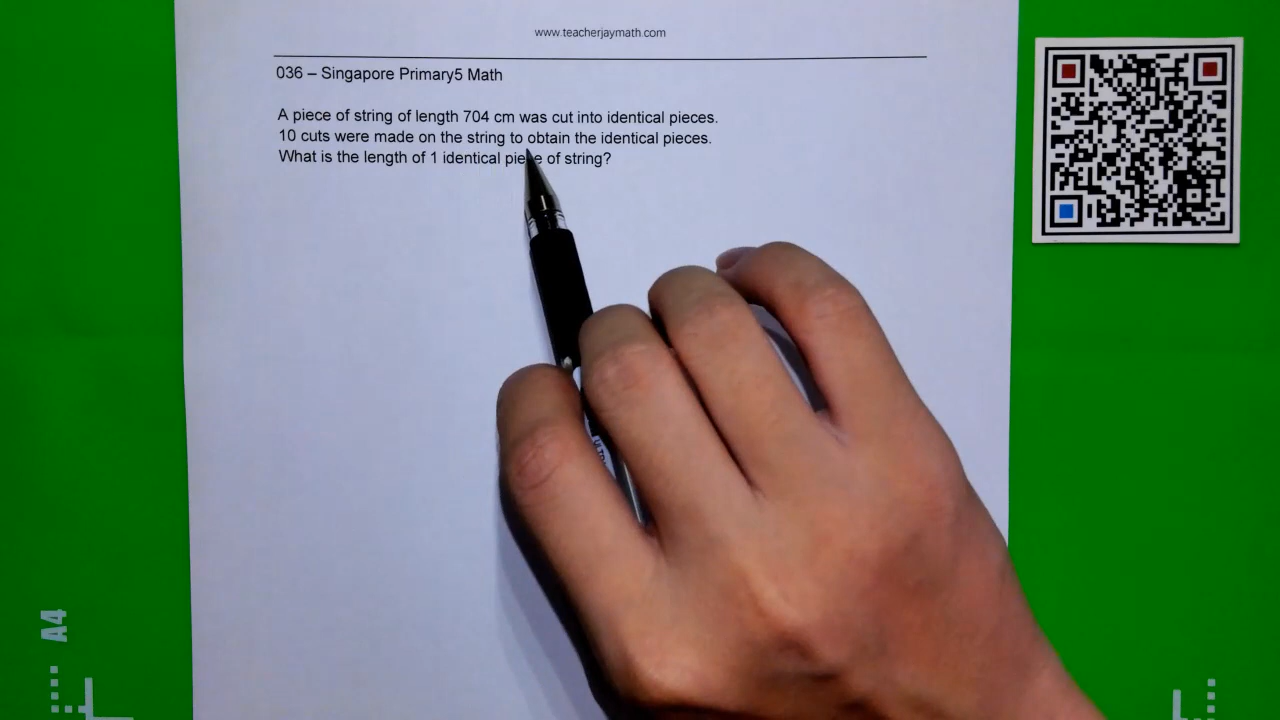 www.teacherjaymath.com
036 – Singapore Primary5 Math
A piece of string of length 704 cm was cut into identical pieces.
10 cuts were made on the string to obtain the identical pieces.
What is the length of 1 identical piece of string?
A4